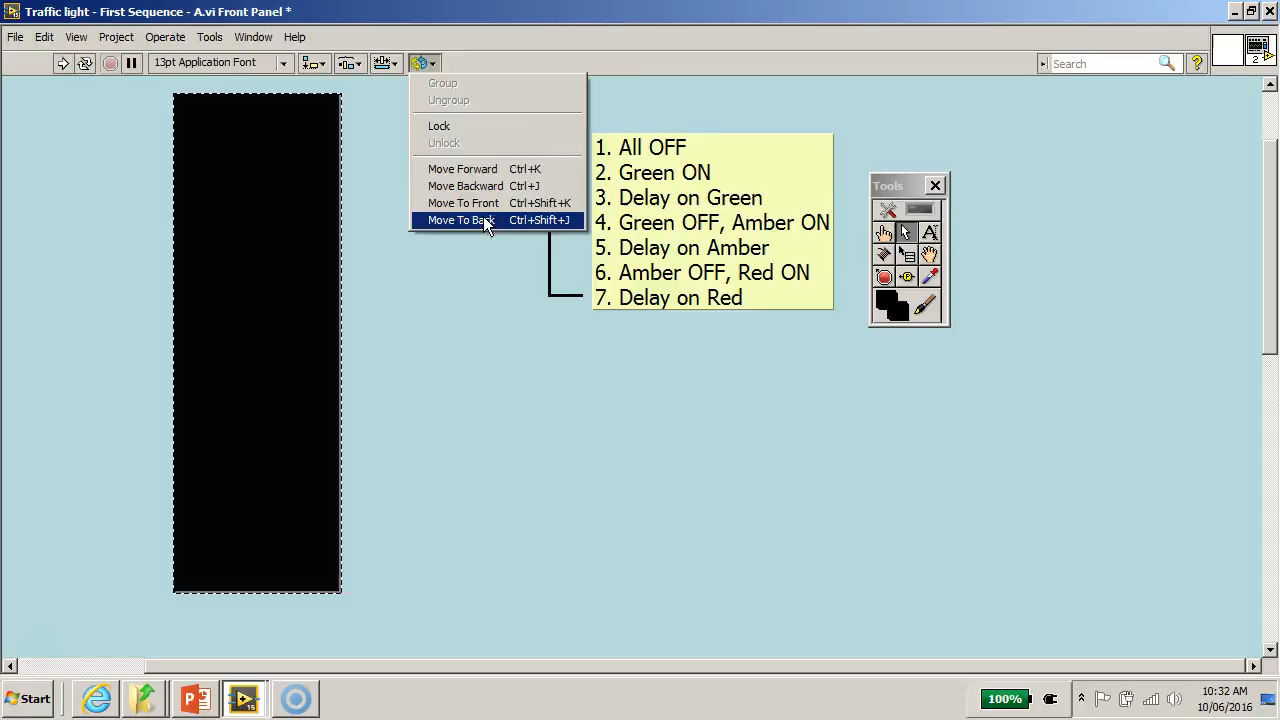 Traffic light - First Sequence - A.vi Front Panel *
File Edit View Project Operate Tools Window Help
13pt Application Font
Search
?
2
Group
Ungroup
Lock
Unlock
Move Forward Ctrl+K
Move Backward Ctrl+J
Move To Front Ctrl+Shift+K
Move To Back Ctrl+Shift+J
1. All OFF
2. Green ON
3. Delay on Green
4. Green OFF, Amber ON
5. Delay on Amber
6. Amber OFF, Red ON
7. Delay on Red
Tools
A
P
Start
15
100%
10:32 AM
10/06/2016